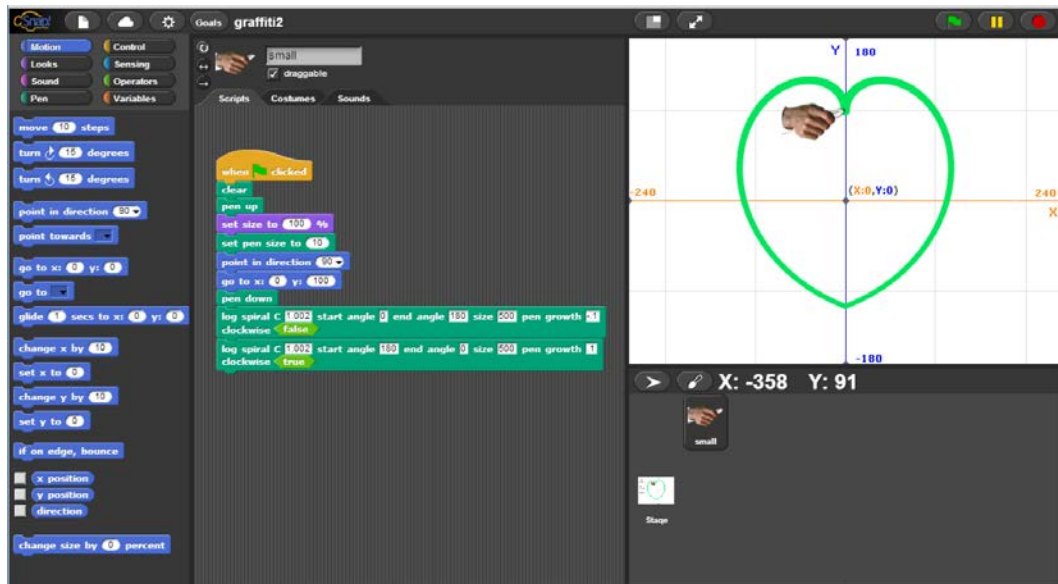 CSnap!
Goals
graffiti2
Motion Control
Looks Sensing
Sound Operators
Pen Variables
move 10 steps
turn 15 degrees
turn 15 degrees
point in direction 90
point towards
go to x: 0 y: 0
go to
glide 1 secs to x: 0 y: 0
change x by 10
set x to 0
change y by 10
set y to 0
if on edge, bounce
x position
y position
direction
change size by 0 percent
small
draggable
Scripts Costumes Sounds
when clicked
clear
pen up
set size to 100 %
set pen size to 10
point in direction 90
go to x: 0 y: 100
pen down
log spiral C 1.002 start angle 0 end angle 180 size 500 pen growth -.1
clockwise false
log spiral C 1.002 start angle 180 end angle 0 size 500 pen growth .1
clockwise true
Y 180
(X:0,Y:0)
-240
240
X
-180
X: -358 Y: 91
small
Stage